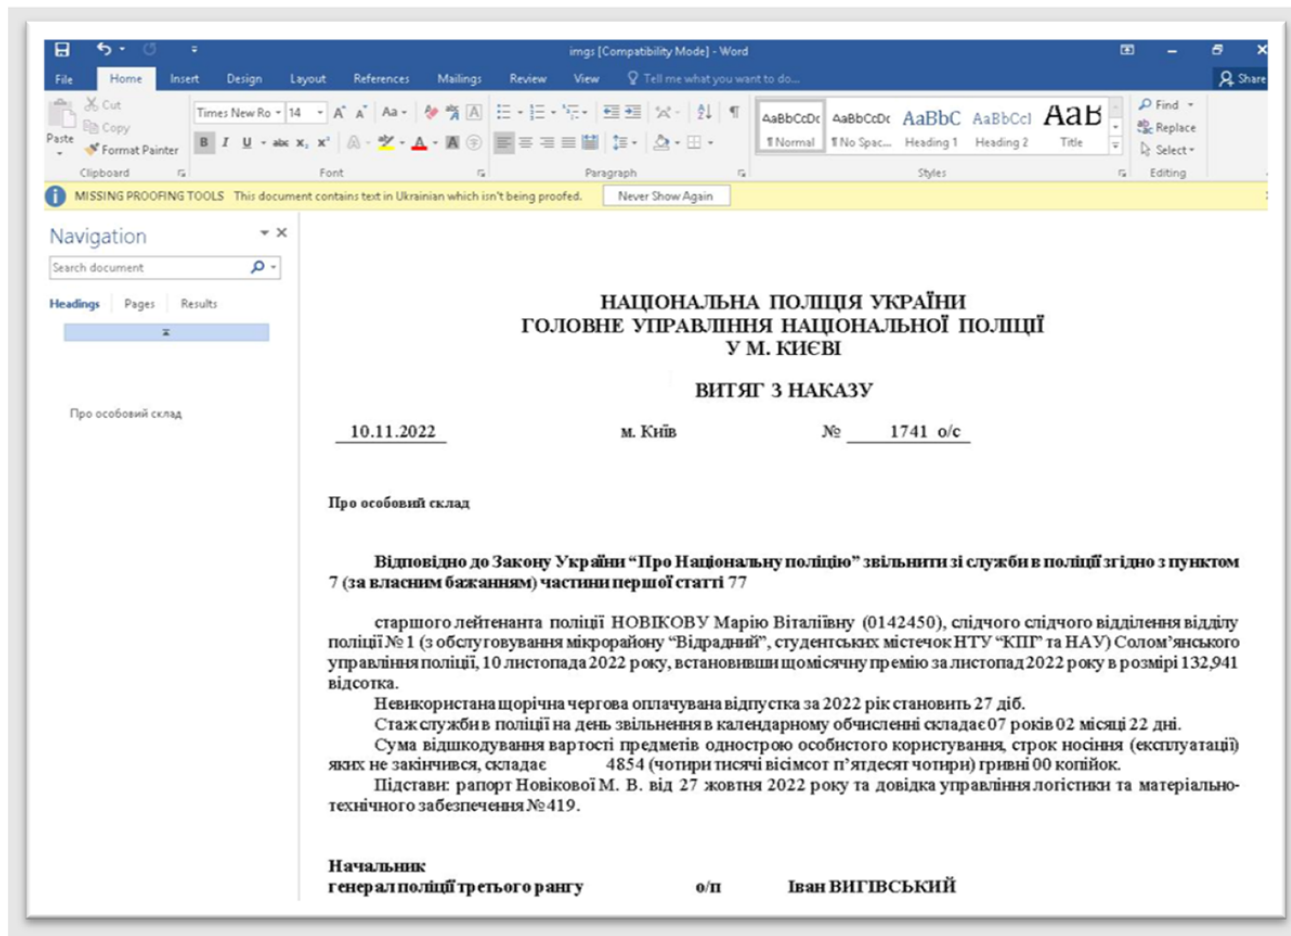 imgs [Compatibility Mode] - Word
File Home Insert Design Layout References Mailings Review View Tell me what you want to do... Share
Cut
Copy
Paste
Format Painter
Times New Ro 14
AaBbCcDc AaBbCcDc AaBbC AaBbCcI AaB
¶ Normal ¶ No Spac... Heading 1 Heading 2 Title
Find
Replace
Select
Clipboard Font Paragraph Styles Editing
MISSING PROOFING TOOLS This document contains text in Ukrainian which isn't being proofed. Never Show Again
Navigation
Search document
Headings Pages Results
Про особовий склад
НАЦІОНАЛЬНА ПОЛІЦІЯ УКРАЇНИ
ГОЛОВНЕ УПРАВЛІННЯ НАЦІОНАЛЬНОЇ ПОЛІЦІЇ
У М. КИЄВІ
ВИТЯГ З НАКАЗУ
10.11.2022 м. Київ № 1741 о/с
Про особовий склад
Відповідно до Закону України “Про Національну поліцію” звільнити зі служби в поліції згідно з пунктом
7 (за власним бажанням) частини першої статті 77
старшого лейтенанта поліції НОВІКОВУ Марію Віталіївну (0142450), слідчого слідчого відділення відділу
поліції № 1 (з обслуговування мікрорайону “Відрадний”, студентських містечок НТУ “КПІ” та НАУ) Солом’янського
управління поліції, 10 листопада 2022 року, встановивши щомісячну премію за листопад 2022 року в розмірі 132,941
відсотка.
Невикористана щорічна чергова оплачувана відпустка за 2022 рік становить 27 діб.
Стаж служби в поліції на день звільнення в календарному обчисленні складає 07 років 02 місяці 22 дні.
Сума відшкодування вартості предметів однострою особистого користування, строк носіння (експлуатації)
яких не закінчився, складає 4854 (чотири тисячі вісімсот п’ятдесят чотири) гривні 00 копійок.
Підстави: рапорт Новікової М. В. від 27 жовтня 2022 року та довідка управління логістики та матеріально-
технічного забезпечення № 419.
Начальник
генерал поліції третього рангу о/п Іван ВИГІВСЬКИЙ